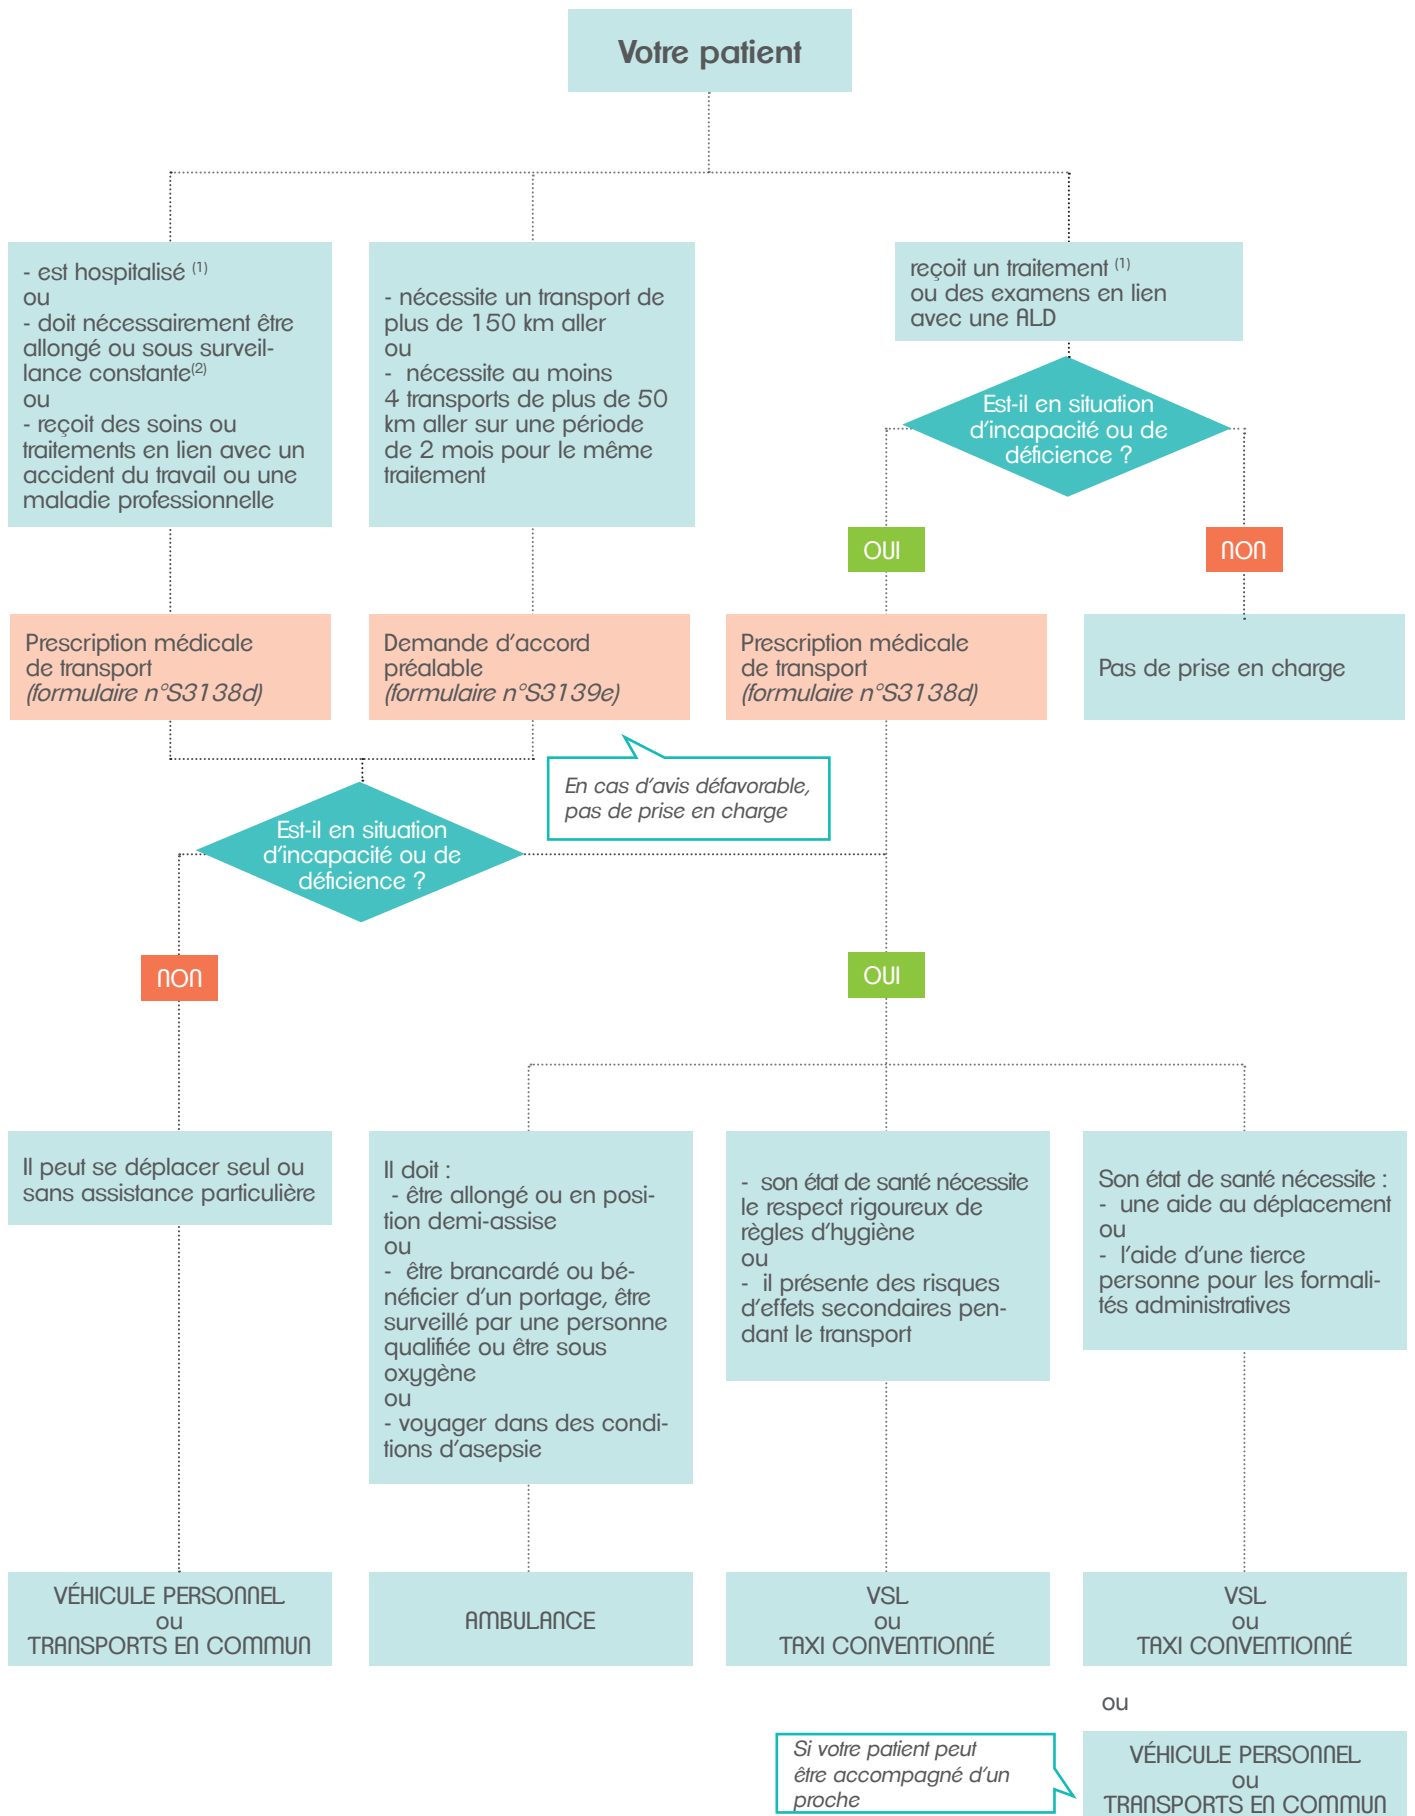 Votre patient
- est hospitalisé (1)
ou
- doit nécessairement être
allongé ou sous surveil-
lance constante(2)
ou
- reçoit des soins ou
traitements en lien avec un
accident du travail ou une
maladie professionnelle
- nécessite un transport de
plus de 150 km aller
ou
- nécessite au moins
4 transports de plus de 50
km aller sur une période
de 2 mois pour le même
traitement
reçoit un traitement (1)
ou des examens en lien
avec une ALD
Est-il en situation
d'incapacité ou de
déficience ?
OUI
NON
Prescription médicale
de transport
(formulaire n°S3138d)
Demande d'accord
préalable
(formulaire n°S3139e)
Prescription médicale
de transport
(formulaire n°S3138d)
Pas de prise en charge
En cas d'avis défavorable,
pas de prise en charge
Est-il en situation
d'incapacité ou de
déficience ?
NON
OUI
Il peut se déplacer seul ou
sans assistance particulière
Il doit :
- être allongé ou en posi-
tion demi-assise
ou
- être brancardé ou bé-
néficier d'un portage, être
surveillé par une personne
qualifiée ou être sous
oxygène
ou
- voyager dans des condi-
tions d'asepsie
- son état de santé nécessite
le respect rigoureux de
règles d'hygiène
ou
- il présente des risques
d'effets secondaires pen-
dant le transport
Son état de santé nécessite :
- une aide au déplacement
ou
- l'aide d'une tierce
personne pour les formali-
tés administratives
VÉHICULE PERSONNEL
ou
TRANSPORTS EN COMMUN
AMBULANCE
VSL
ou
TAXI CONVENTIONNÉ
VSL
ou
TAXI CONVENTIONNÉ
ou
Si votre patient peut
être accompagné d'un
proche
VÉHICULE PERSONNEL
ou
TRANSPORTS EN COMMUN